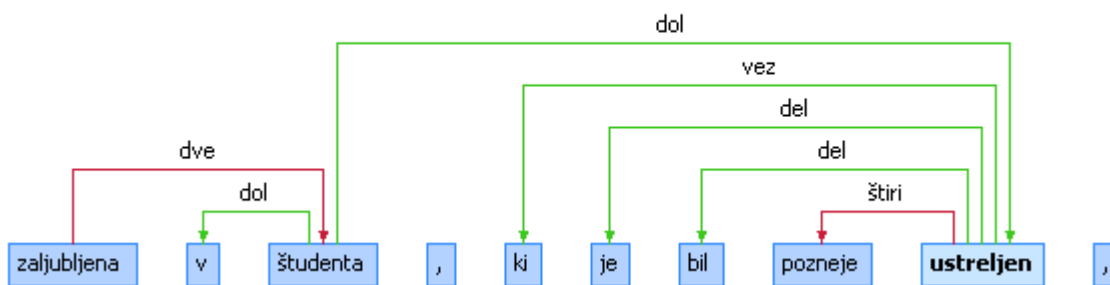 dol
vez
del
dve del
dol štiri
zaljubljena v študenta , ki je bil pozneje ustreljen ,